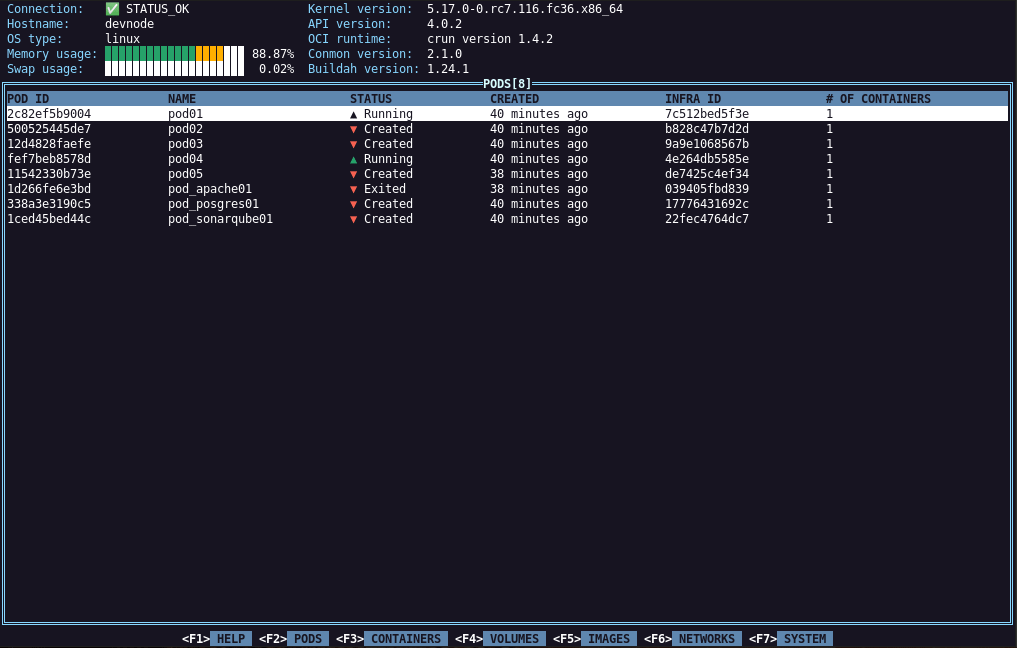 Connection: ✅ STATUS_OK Kernel version: 5.17.0-0.rc7.116.fc36.x86_64
Hostname: devnode API version: 4.0.2
OS type: linux OCI runtime: crun version 1.4.2
Memory usage: 88.87% Conmon version: 2.1.0
Swap usage: 0.02% Buildah version: 1.24.1
PODS[8]
POD ID NAME STATUS CREATED INFRA ID # OF CONTAINERS
2c82ef5b9004 pod01 ▲ Running 40 minutes ago 7c512bed5f3e 1
500525445de7 pod02 ▼ Created 40 minutes ago b828c47b7d2d 1
12d4828faefe pod03 ▼ Created 40 minutes ago 9a9e1068567b 1
fef7beb8578d pod04 ▲ Running 40 minutes ago 4e264db5585e 1
11542330b73e pod05 ▼ Created 38 minutes ago de7425c4ef34 1
1d266fe6e3bd pod_apache01 ▼ Exited 38 minutes ago 039405fbd839 1
338a3e3190c5 pod_posgres01 ▼ Created 40 minutes ago 17776431692c 1
1ced45bed44c pod_sonarqube01 ▼ Created 40 minutes ago 22fec4764dc7 1
<F1> HELP <F2> PODS <F3> CONTAINERS <F4> VOLUMES <F5> IMAGES <F6> NETWORKS <F7> SYSTEM